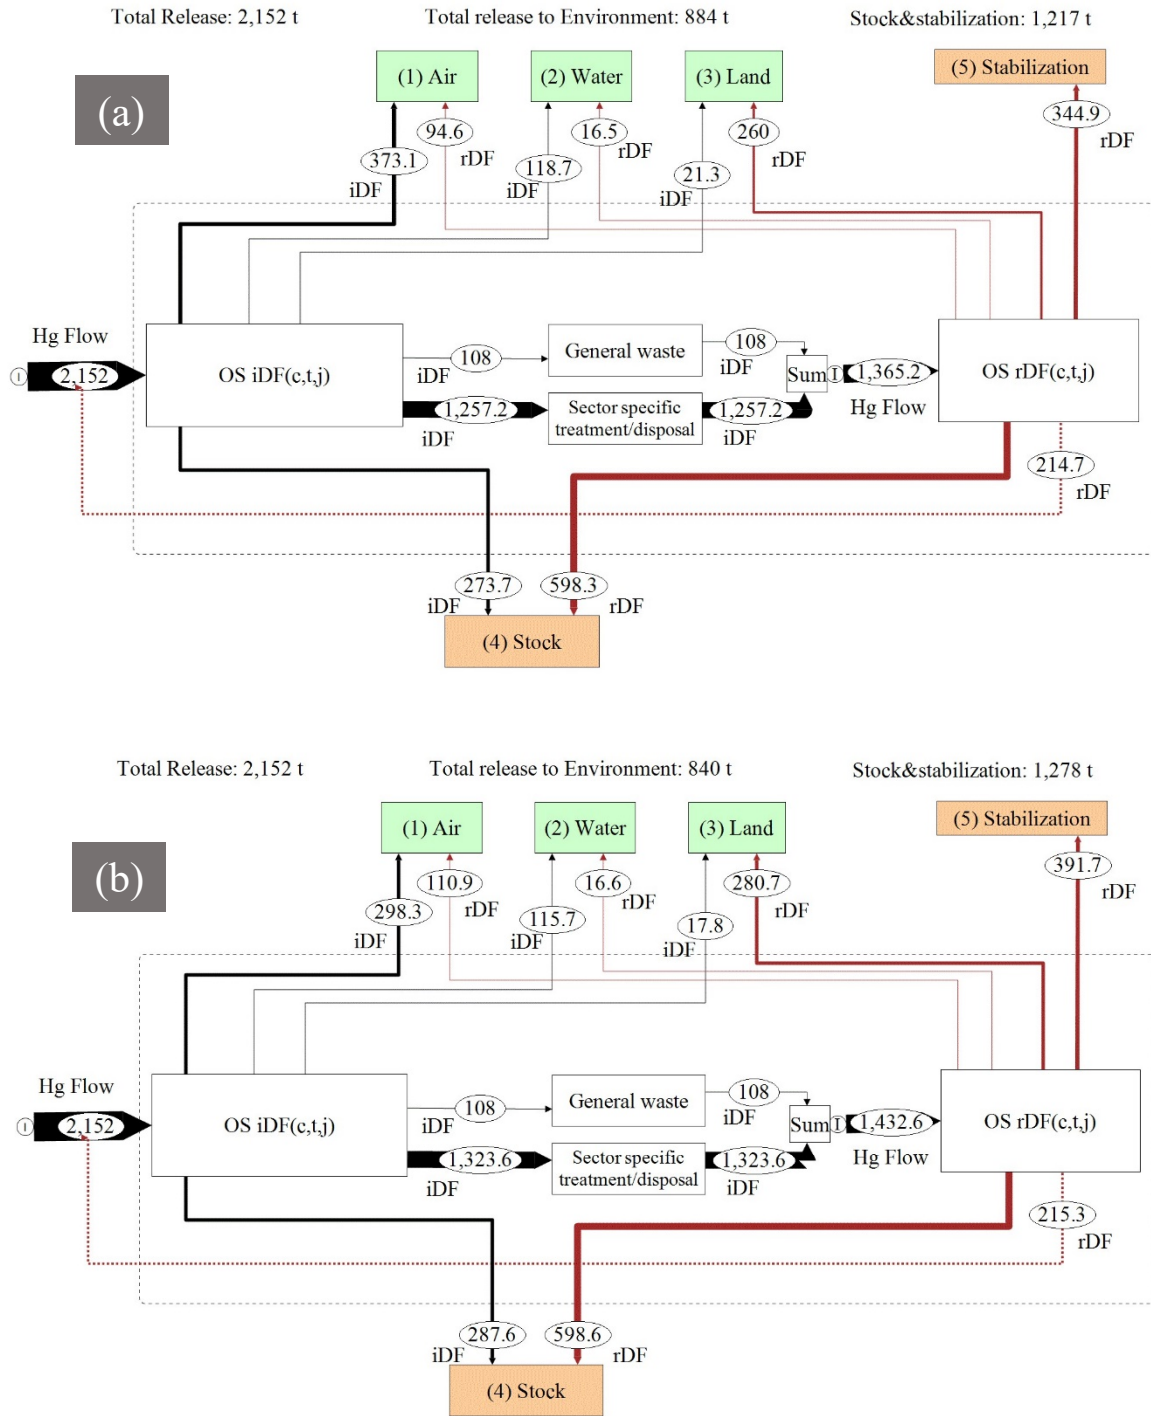 Total Release: 2,152 t
Total release to Environment: 884 t
Stock&stabilization: 1,217 t
(a)
(1) Air
(2) Water
(3) Land
(5) Stabilization
373.1
iDF
94.6
rDF
118.7
iDF
16.5
rDF
21.3
iDF
260
rDF
344.9
rDF
Hg Flow
I
2,152
OS iDF(c,t,j)
108
iDF
General waste
108
iDF
1,257.2
iDF
Sector specific
treatment/disposal
1,257.2
iDF
Sum
I
1,365.2
Hg Flow
OS rDF(c,t,j)
214.7
rDF
273.7
iDF
598.3
rDF
(4) Stock
Total Release: 2,152 t
Total release to Environment: 840 t
Stock&stabilization: 1,278 t
(b)
(1) Air
(2) Water
(3) Land
(5) Stabilization
298.3
iDF
110.9
rDF
115.7
iDF
16.6
rDF
17.8
iDF
280.7
rDF
391.7
rDF
Hg Flow
I
2,152
OS iDF(c,t,j)
108
iDF
General waste
108
iDF
1,323.6
iDF
Sector specific
treatment/disposal
1,323.6
iDF
Sum
I
1,432.6
Hg Flow
OS rDF(c,t,j)
215.3
rDF
287.6
iDF
598.6
rDF
(4) Stock